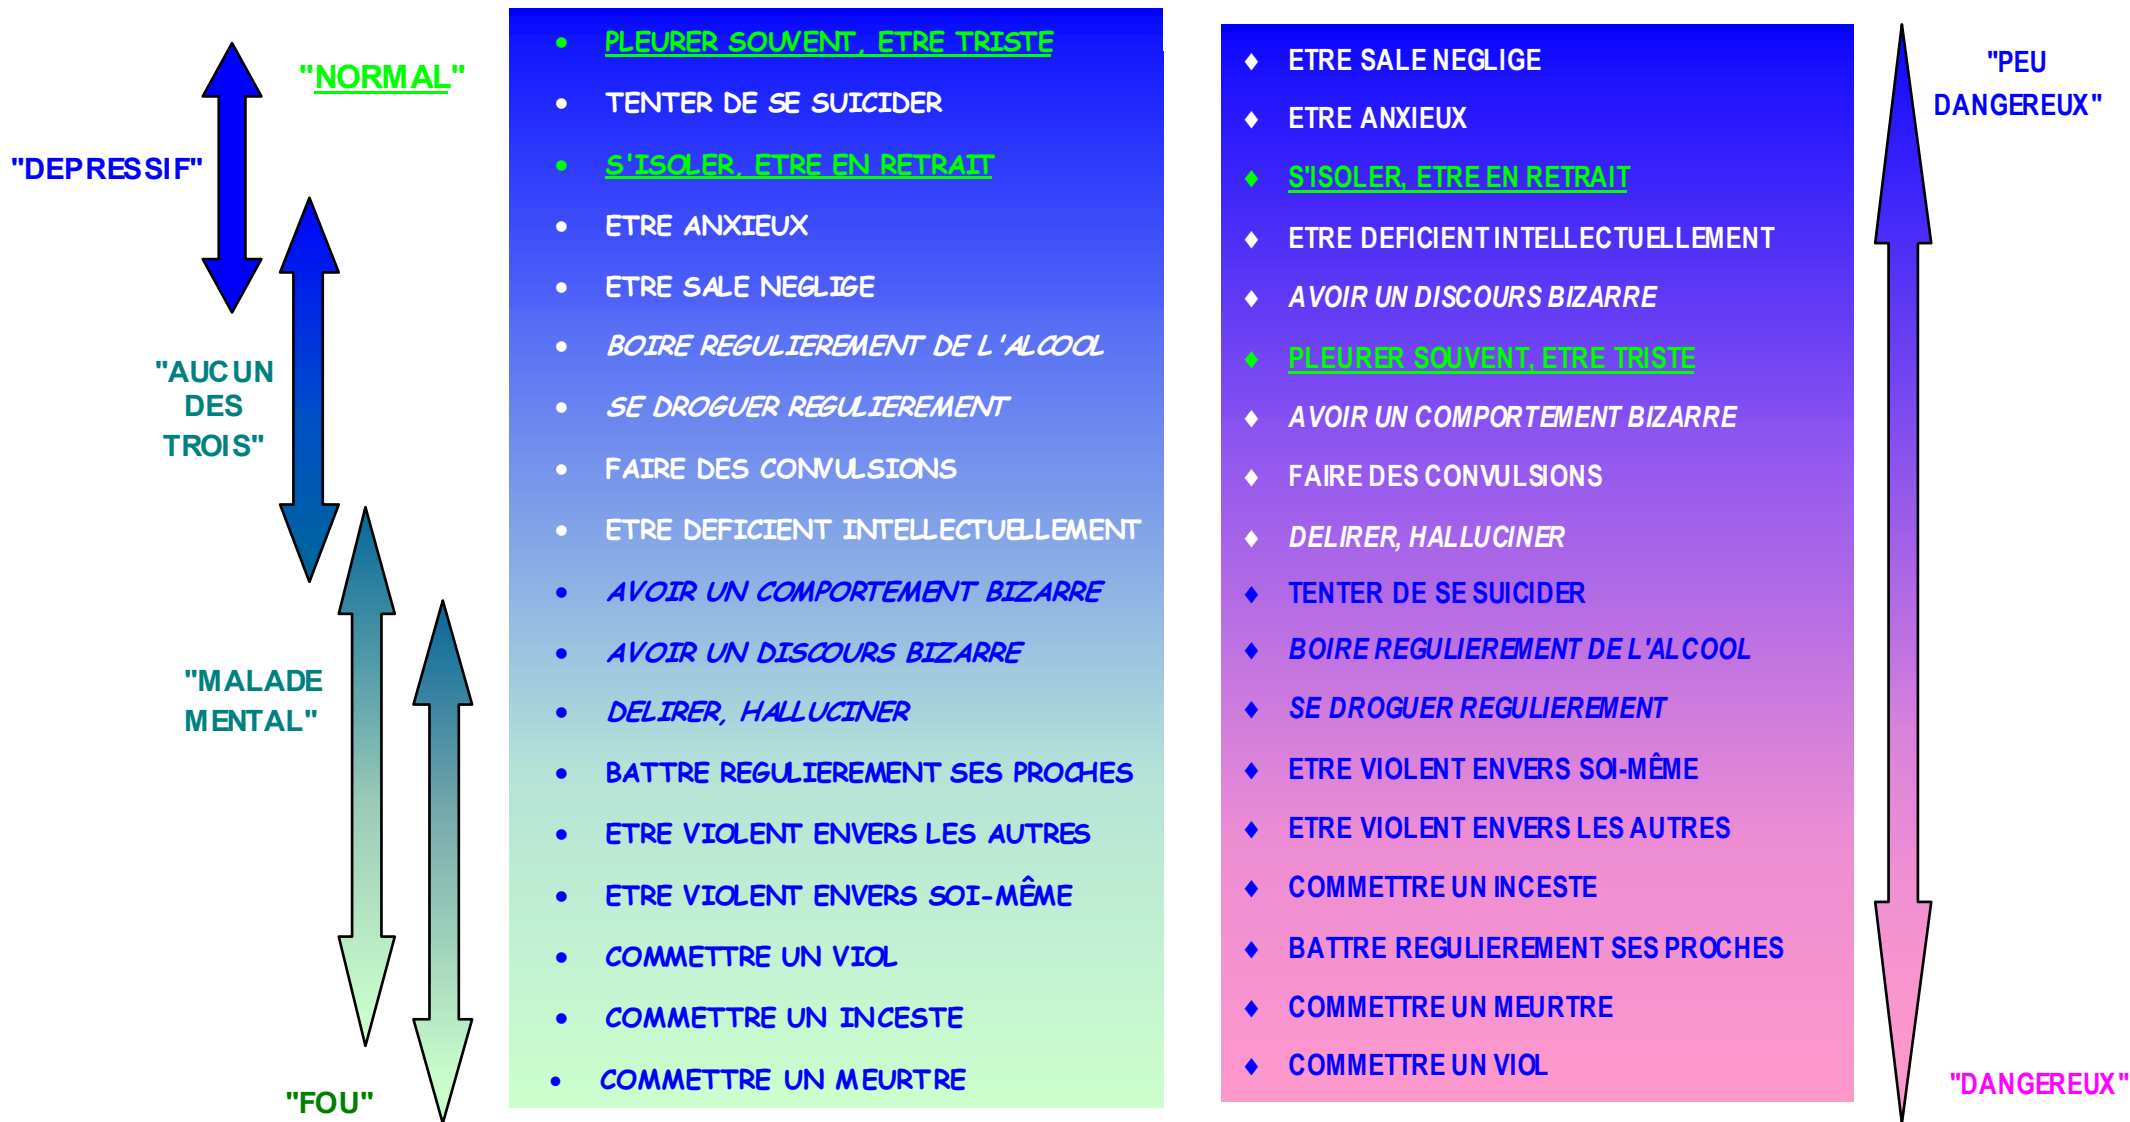 "NORMAL"
"DEPRESSIF"
"AUCUN
DES
TROIS"
"MALADE
MENTAL"
"FOU"
• PLEURER SOUVENT, ETRE TRISTE
• TENTER DE SE SUICIDER
• S'ISOLER, ETRE EN RETRAIT
• ETRE ANXIEUX
• ETRE SALE NEGLIGE
• BOIRE REGULIEREMENT DE L'ALCOOL
• SE DROGUER REGULIEREMENT
• FAIRE DES CONVULSIONS
• ETRE DEFICIENT INTELLECTUELLEMENT
• AVOIR UN COMPORTEMENT BIZARRE
• AVOIR UN DISCOURS BIZARRE
• DELIRER, HALLUCINER
• BATTRE REGULIEREMENT SES PROCHES
• ETRE VIOLENT ENVERS LES AUTRES
• ETRE VIOLENT ENVERS SOI-MÊME
• COMMETTRE UN VIOL
• COMMETTRE UN INCESTE
• COMMETTRE UN MEURTRE
♦ ETRE SALE NEGLIGE
♦ ETRE ANXIEUX
♦ S'ISOLER, ETRE EN RETRAIT
♦ ETRE DEFICIENT INTELLECTUELLEMENT
♦ AVOIR UN DISCOURS BIZARRE
♦ PLEURER SOUVENT, ETRE TRISTE
♦ AVOIR UN COMPORTEMENT BIZARRE
♦ FAIRE DES CONVULSIONS
♦ DELIRER, HALLUCINER
♦ TENTER DE SE SUICIDER
♦ BOIRE REGULIEREMENT DE L'ALCOOL
♦ SE DROGUER REGULIEREMENT
♦ ETRE VIOLENT ENVERS SOI-MÊME
♦ ETRE VIOLENT ENVERS LES AUTRES
♦ COMMETTRE UN INCESTE
♦ BATTRE REGULIEREMENT SES PROCHES
♦ COMMETTRE UN MEURTRE
♦ COMMETTRE UN VIOL
"PEU
DANGEREUX"
"DANGEREUX"